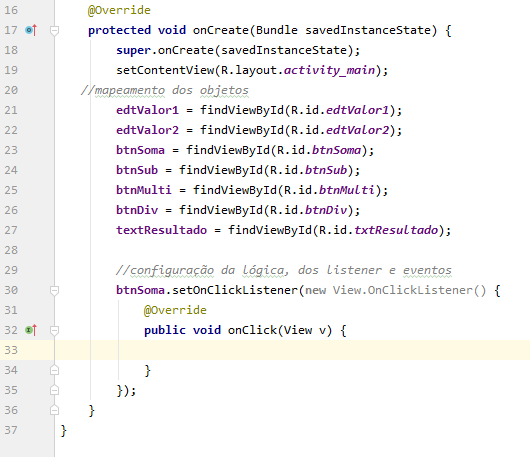 16 @Override
17 protected void onCreate(Bundle savedInstanceState) {
18 super.onCreate(savedInstanceState);
19 setContentView(R.layout.activity_main);
20 //mapeamento dos objetos
21 edtValor1 = findViewById(R.id.edtValor1);
22 edtValor2 = findViewById(R.id.edtValor2);
23 btnSoma = findViewById(R.id.btnSoma);
24 btnSub = findViewById(R.id.btnSub);
25 btnMulti = findViewById(R.id.btnMulti);
26 btnDiv = findViewById(R.id.btnDiv);
27 textResultado = findViewById(R.id.txtResultado);
28
29 //configuração da lógica, dos listener e eventos
30 btnSoma.setOnClickListener(new View.OnClickListener() {
31 @Override
32 public void onClick(View v) {
33
34 }
35 });
36 }
37 }